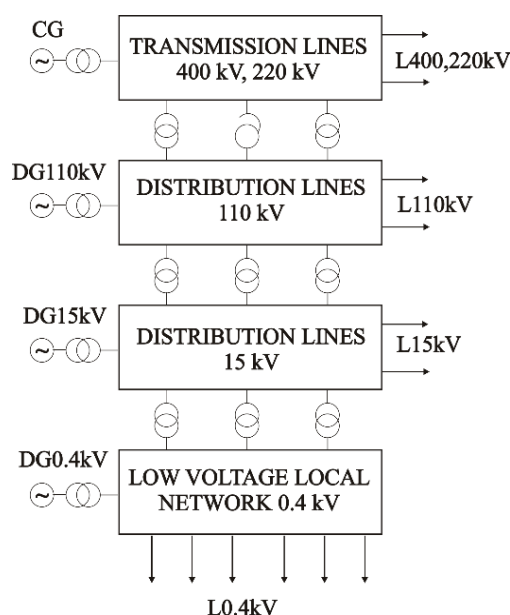 CG
TRANSMISSION LINES
400 kV, 220 kV
L400,220kV
DG110kV
DISTRIBUTION LINES
110 kV
L110kV
DG15kV
DISTRIBUTION LINES
15 kV
L15kV
DG0.4kV
LOW VOLTAGE LOCAL
NETWORK 0.4 kV
L0.4kV